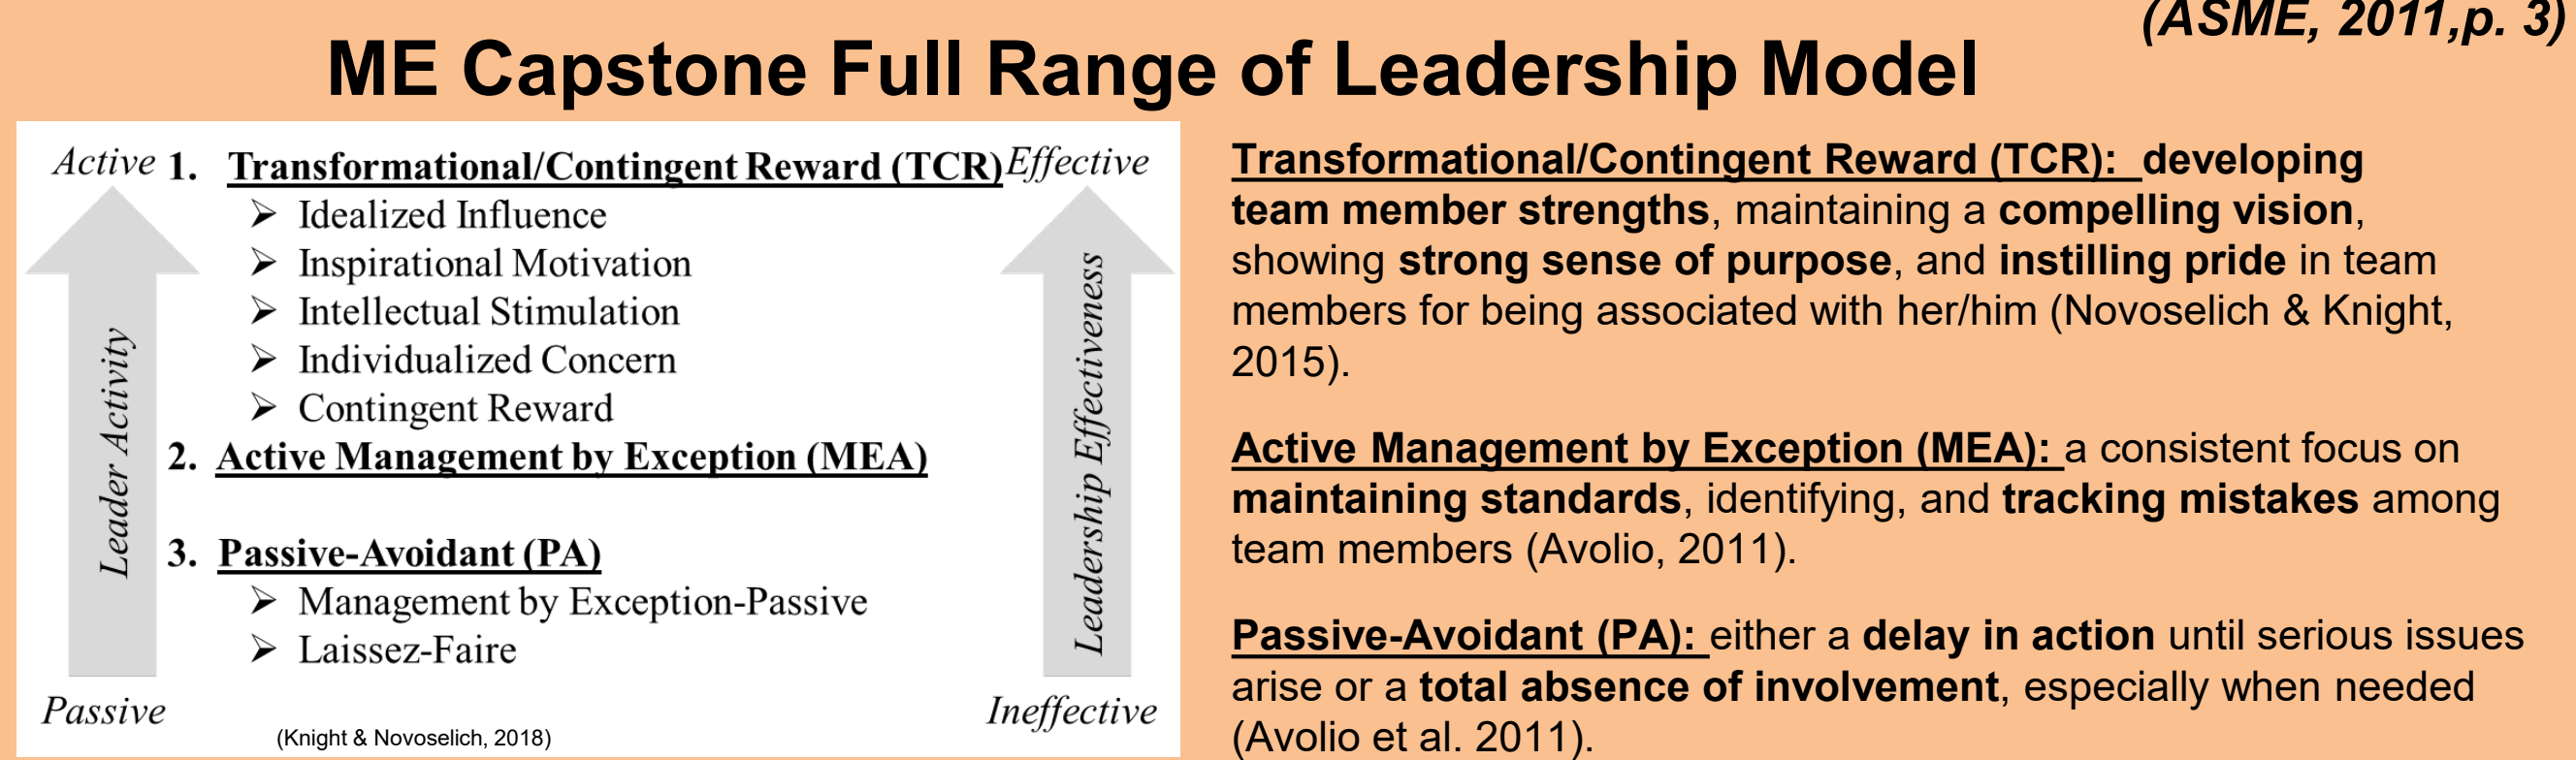 (ASME, 2011,p. 3)
ME Capstone Full Range of Leadership Model
Active
1. Transformational/Contingent Reward (TCR)
Effective
➢ Idealized Influence
➢ Inspirational Motivation
➢ Intellectual Stimulation
➢ Individualized Concern
➢ Contingent Reward
2. Active Management by Exception (MEA)
3. Passive-Avoidant (PA)
➢ Management by Exception-Passive
➢ Laissez-Faire
Leader Activity
Leadership Effectiveness
Passive
Ineffective
(Knight & Novoselich, 2018)
Transformational/Contingent Reward (TCR): developing
team member strengths, maintaining a compelling vision,
showing strong sense of purpose, and instilling pride in team
members for being associated with her/him (Novoselich & Knight,
2015).
Active Management by Exception (MEA): a consistent focus on
maintaining standards, identifying, and tracking mistakes among
team members (Avolio, 2011).
Passive-Avoidant (PA): either a delay in action until serious issues
arise or a total absence of involvement, especially when needed
(Avolio et al. 2011).